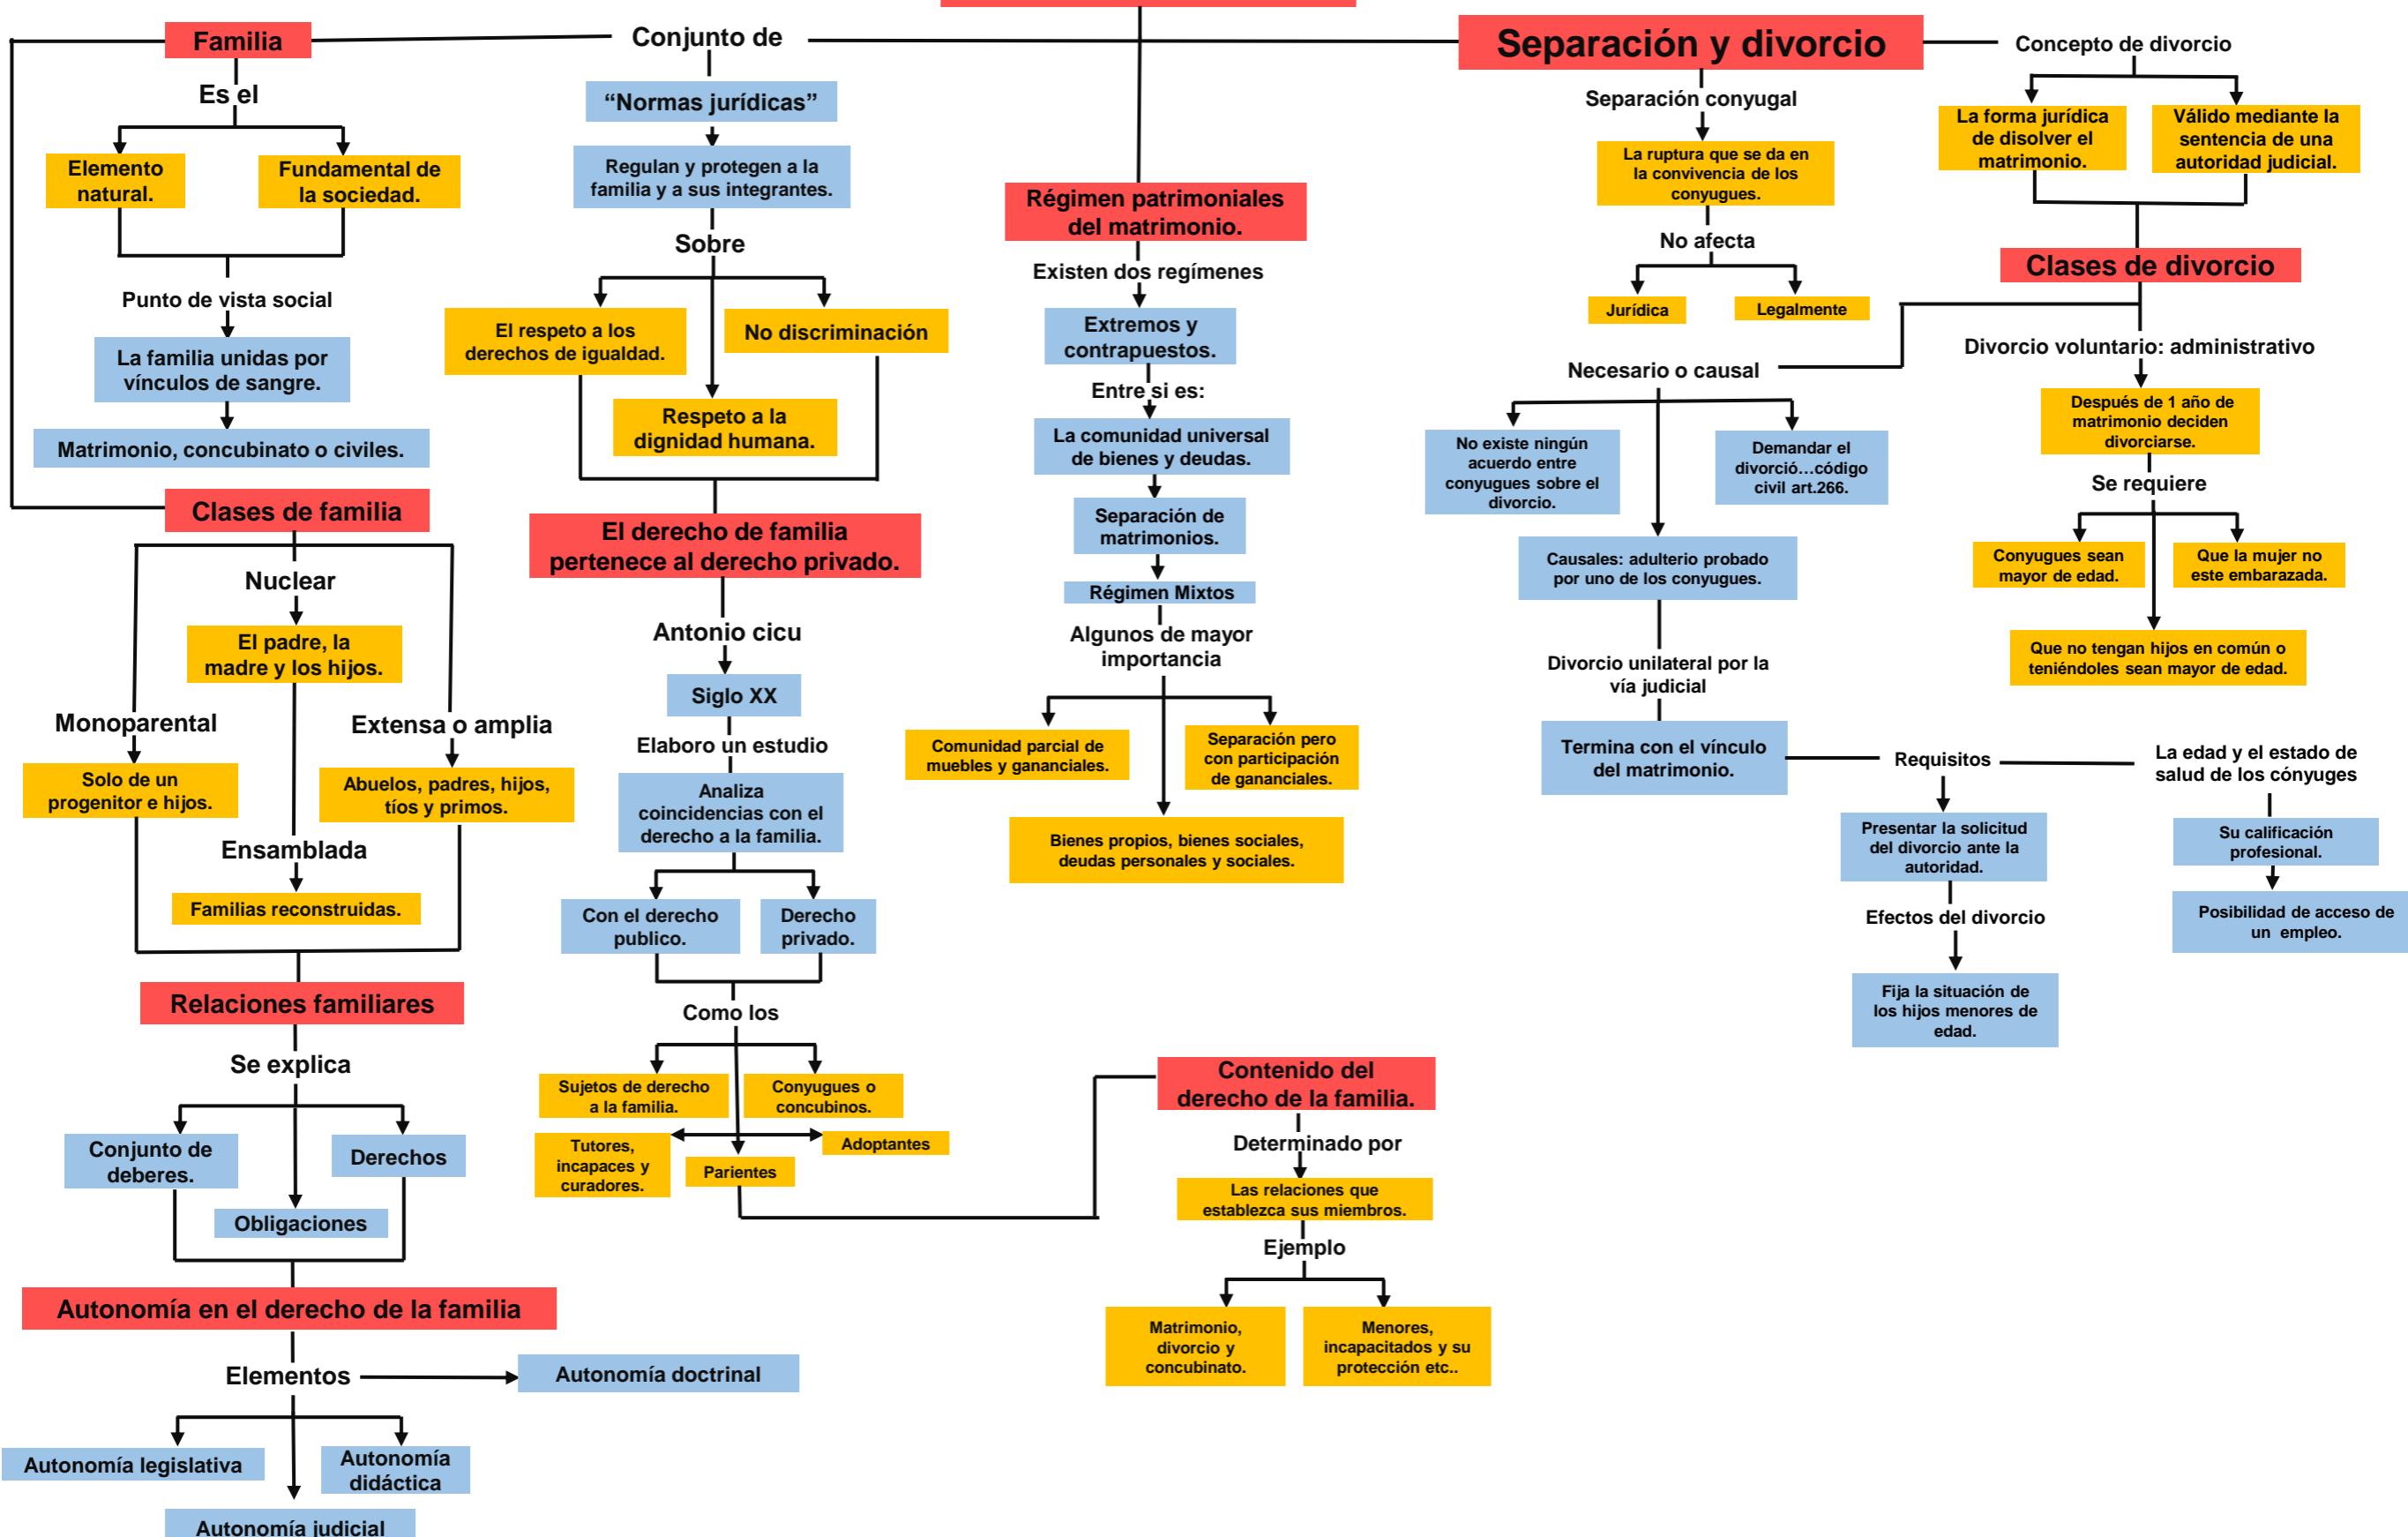 Familia
Es el
Elemento
natural.
Fundamental de
la sociedad.
Punto de vista social
La familia unidas por
vínculos de sangre.
Matrimonio, concubinato o civiles.
Clases de familia
Nuclear
El padre, la
madre y los hijos.
Monoparental
Solo de un
progenitor e hijos.
Extensa o amplia
Abuelos, padres, hijos,
tíos y primos.
Ensamblada
Familias reconstruidas.
Relaciones familiares
Se explica
Conjunto de
deberes.
Derechos
Obligaciones
Autonomía en el derecho de la familia
Elementos
Autonomía doctrinal
Autonomía legislativa
Autonomía
didáctica
Autonomía judicial
Conjunto de
“Normas jurídicas”
Regulan y protegen a la
familia y a sus integrantes.
Sobre
El respeto a los
derechos de igualdad.
No discriminación
Respeto a la
dignidad humana.
El derecho de familia
pertenece al derecho privado.
Antonio cicu
Siglo XX
Elaboro un estudio
Analiza
coincidencias con el
derecho a la familia.
Con el derecho
publico.
Derecho
privado.
Como los
Sujetos de derecho
a la familia.
Conyugues o
concubinos.
Tutores,
incapaces y
curadores.
Adoptantes
Parientes
Régimen patrimoniales
del matrimonio.
Existen dos regímenes
Extremos y
contrapuestos.
Entre si es:
La comunidad universal
de bienes y deudas.
Separación de
matrimonios.
Régimen Mixtos
Algunos de mayor
importancia
Comunidad parcial de
muebles y gananciales.
Separación pero
con participación
de gananciales.
Bienes propios, bienes sociales,
deudas personales y sociales.
Contenido del
derecho de la familia.
Determinado por
Las relaciones que
establezca sus miembros.
Ejemplo
Matrimonio,
divorcio y
concubinato.
Menores,
incapacitados y su
protección etc..
Separación y divorcio
Separación conyugal
La ruptura que se da en
la convivencia de los
conyugues.
No afecta
Jurídica
Legalmente
Concepto de divorcio
La forma jurídica
de disolver el
matrimonio.
Válido mediante la
sentencia de una
autoridad judicial.
Clases de divorcio
Necesario o causal
No existe ningún
acuerdo entre
conyugues sobre el
divorcio.
Demandar el
divorció…código
civil art.266.
Causales: adulterio probado
por uno de los conyugues.
Divorcio unilateral por la
vía judicial
Termina con el vínculo
del matrimonio.
Divorcio voluntario: administrativo
Después de 1 año de
matrimonio deciden
divorciarse.
Se requiere
Conyugues sean
mayor de edad.
Que la mujer no
este embarazada.
Que no tengan hijos en común o
teniéndoles sean mayor de edad.
Requisitos
Presentar la solicitud
del divorcio ante la
autoridad.
Efectos del divorcio
Fija la situación de
los hijos menores de
edad.
La edad y el estado de
salud de los cónyuges
Su calificación
profesional.
Posibilidad de acceso de
un empleo.